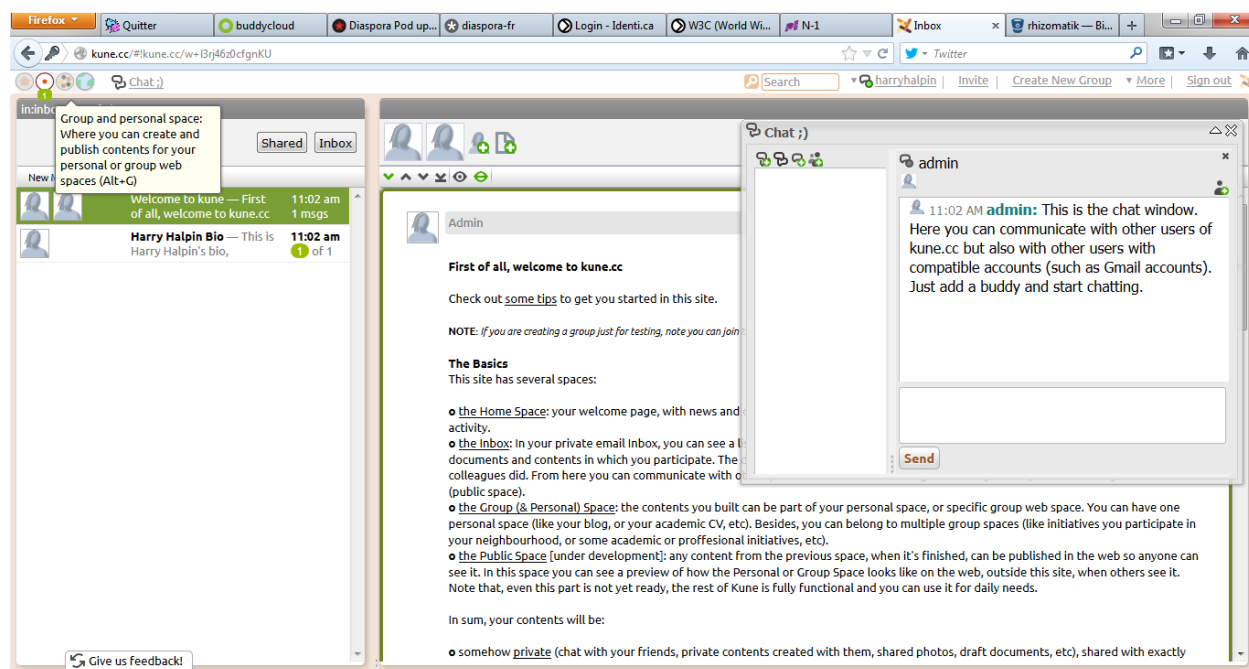 Firefox
Quitter
buddycloud
Diaspora Pod up...
diaspora-fr
Login - Identi.ca
W3C (World Wi...
N-1
Inbox
rhizomatik — Bi...
kune.cc/#!kune.cc/w+l3rj46z0cfgnKU
Twitter
Chat ;)
Search
harryhalpin
Invite
Create New Group
More
Sign out
1
Group and personal space:
Where you can create and
publish contents for your
personal or group web
spaces (Alt+G)
Shared
Inbox
Welcome to kune — First
of all, welcome to kune.cc
11:02 am
1 msgs
Harry Halpin Bio — This is
Harry Halpin's bio,
11:02 am
1 of 1
Give us feedback!
Admin
First of all, welcome to kune.cc
Check out some tips to get you started in this site.
NOTE: If you are creating a group just for testing, note you can join
The Basics
This site has several spaces:
the Home Space: your welcome page, with news and
activity.
the Inbox: In your private email Inbox, you can see a
documents and contents in which you participate. The
colleagues did. From here you can communicate with
(public space).
the Group (& Personal) Space: the contents you built can be part of your personal space, or specific group web space. You can have one
personal space (like your blog, or your academic CV, etc). Besides, you can belong to multiple group spaces (like initiatives you participate in
your neighbourhood, or some academic or proffesional initiatives, etc).
the Public Space [under development]: any content from the previous space, when it's finished, can be published in the web so anyone can
see it. In this space you can see a preview of how the Personal or Group Space looks like on the web, outside this site, when others see it.
Note that, even this part is not yet ready, the rest of Kune is fully functional and you can use it for daily needs.
In sum, your contents will be:
somehow private (chat with your friends, private contents created with them, shared photos, draft documents, etc), shared with exactly
Chat ;)
admin
11:02 AM admin: This is the chat window.
Here you can communicate with other users of
kune.cc but also with other users with
compatible accounts (such as Gmail accounts).
Just add a buddy and start chatting.
Send